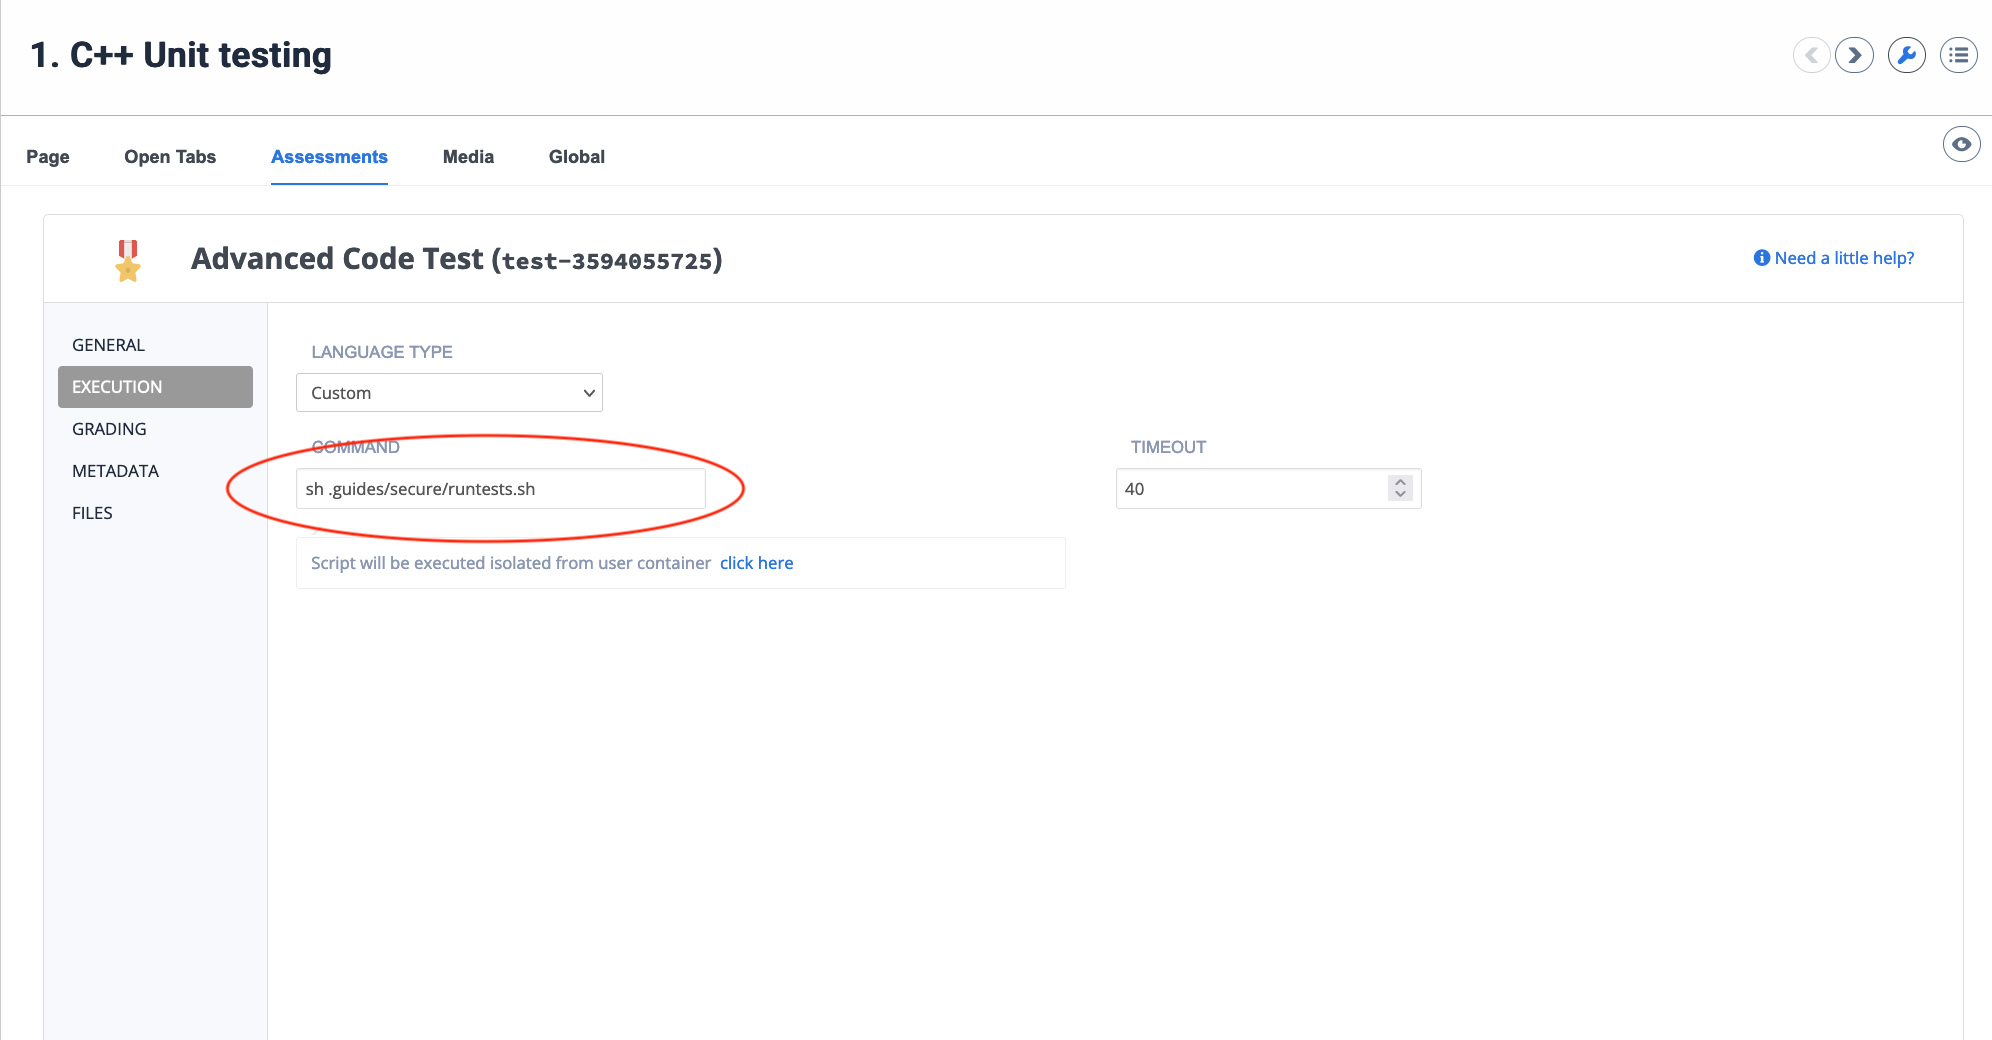 1. C++ Unit testing
Page Open Tabs Assessments Media Global
Advanced Code Test (test-3594055725)
Need a little help?
GENERAL
EXECUTION
GRADING
METADATA
FILES
LANGUAGE TYPE
Custom
COMMAND
sh .guides/secure/runtests.sh
TIMEOUT
40
Script will be executed isolated from user container click here